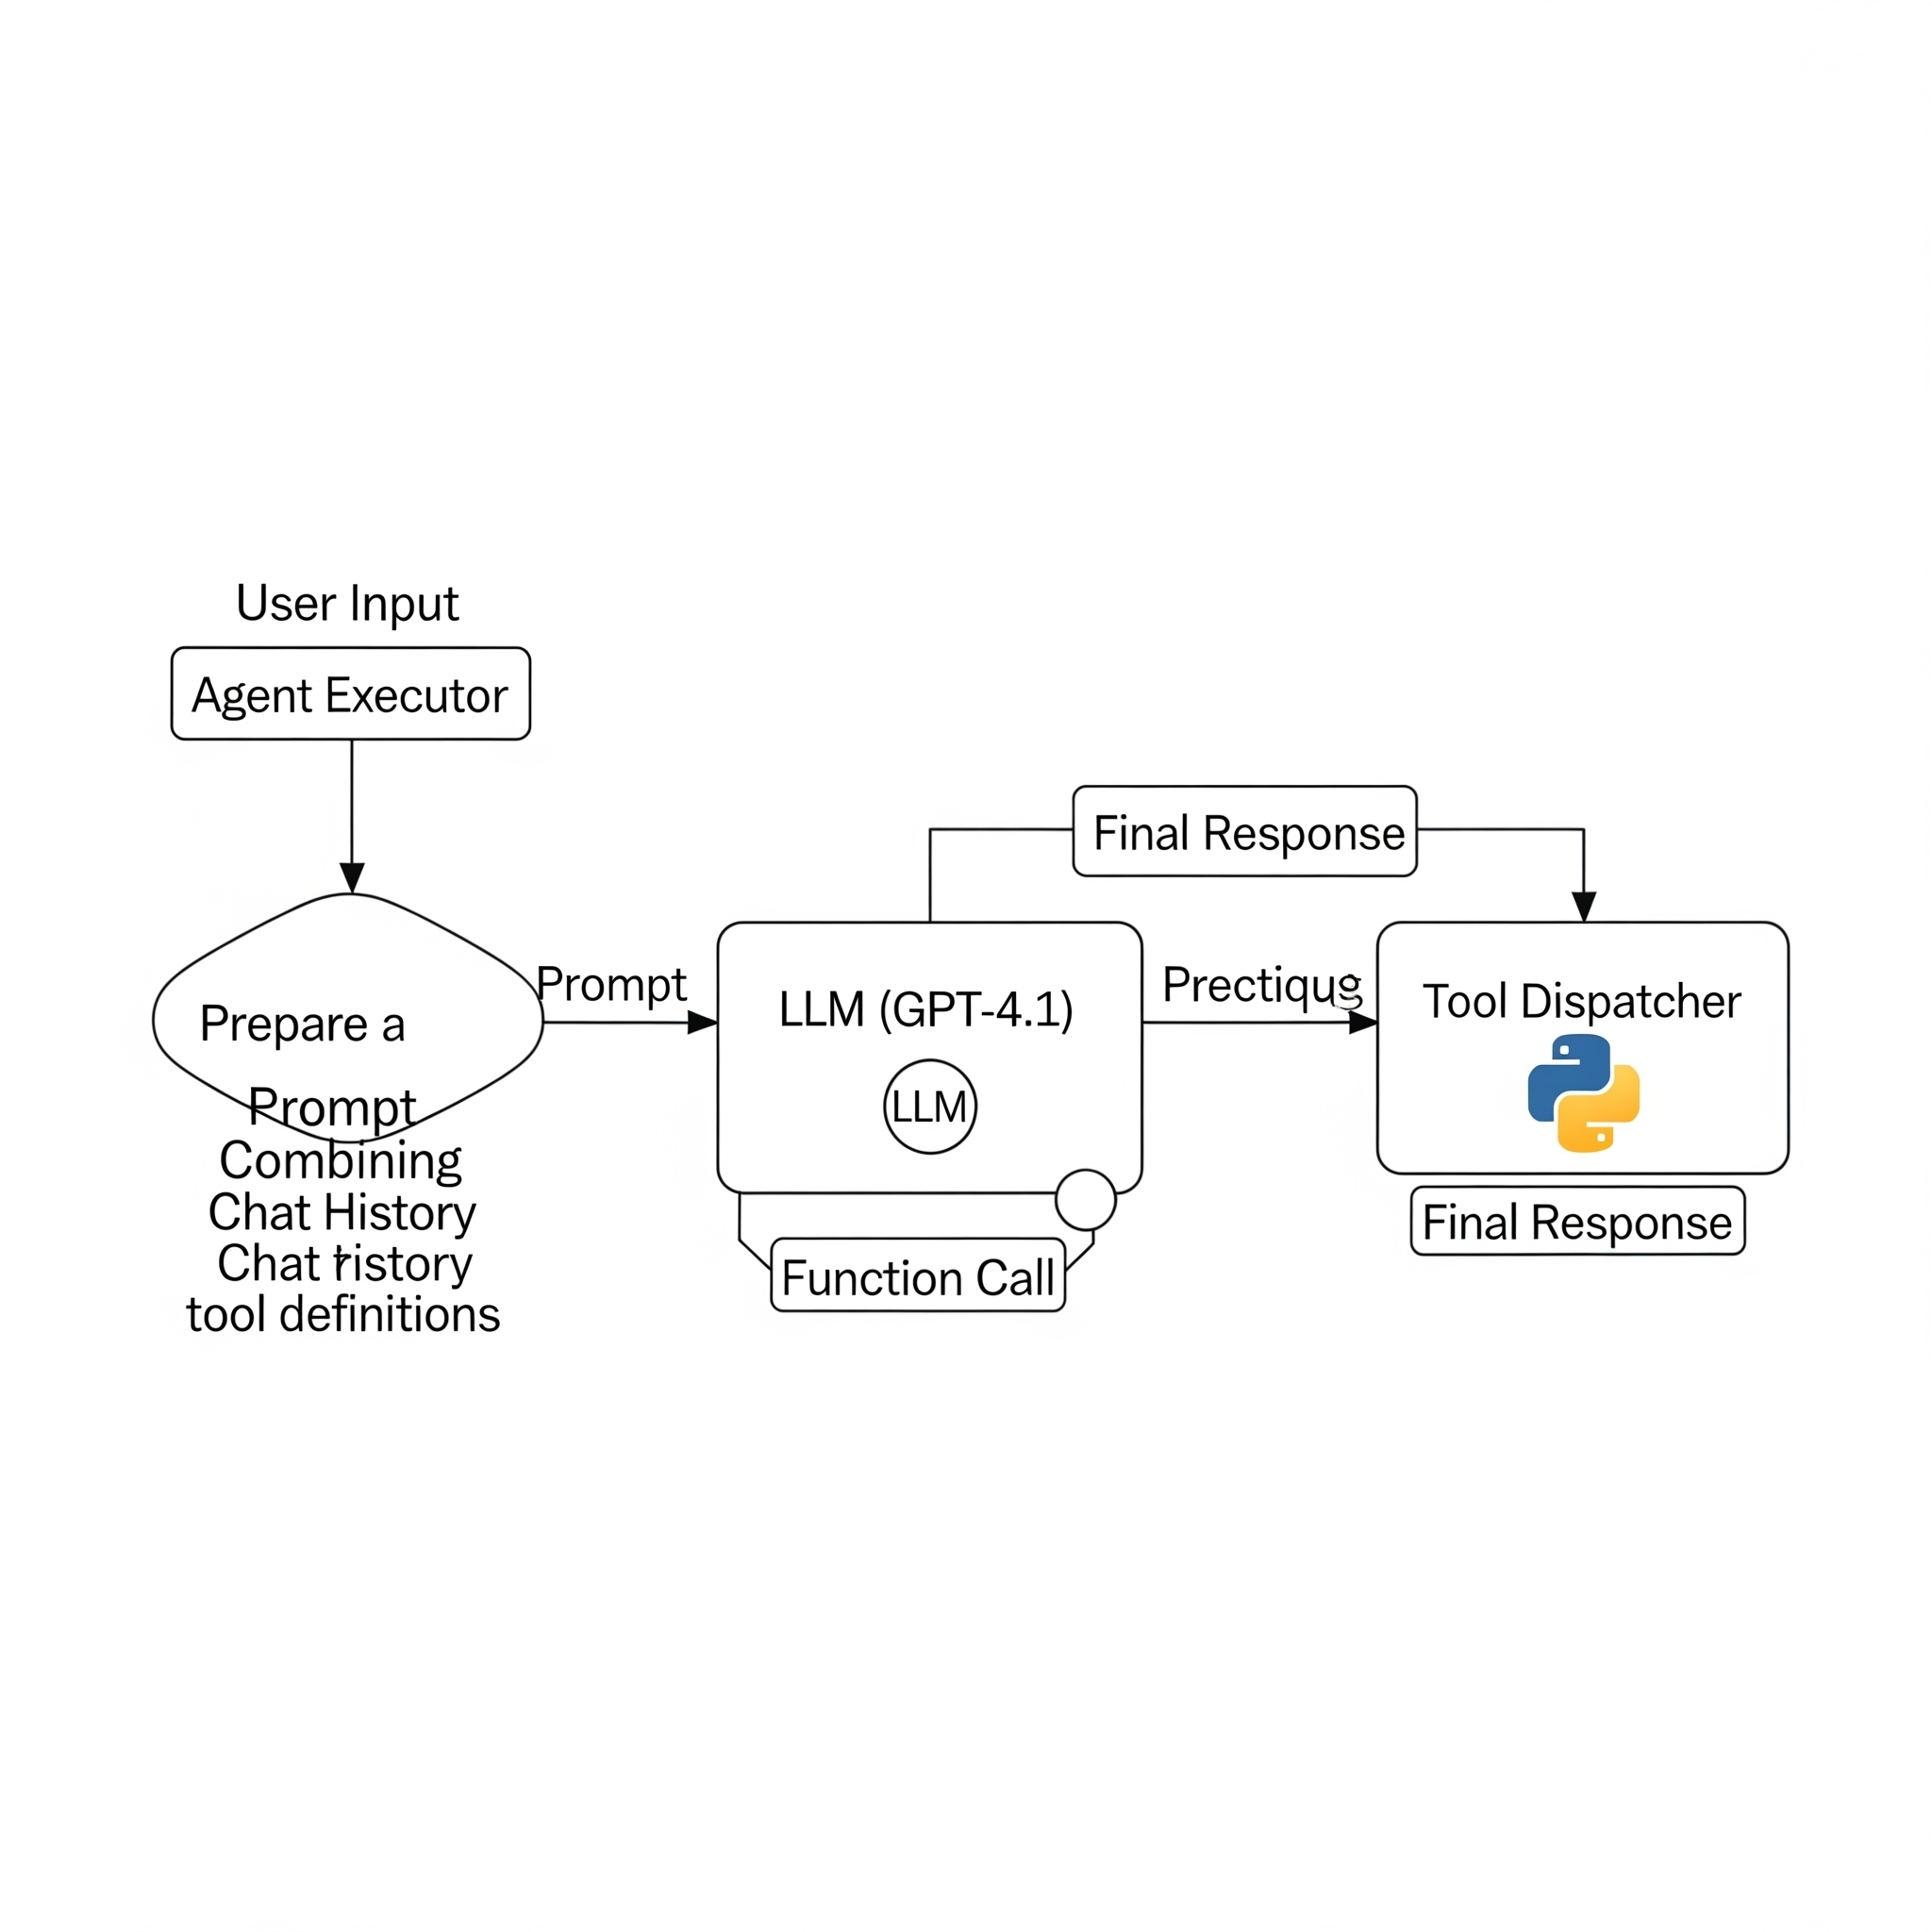 User Input
Agent Executor
Prepare a
Prompt
Combining
Chat History
Chat ristory
tool definitions
Prompt
LLM (GPT-4.1)
LLM
Function Call
Final Response
Prectiqug
Tool Dispatcher
Final Response